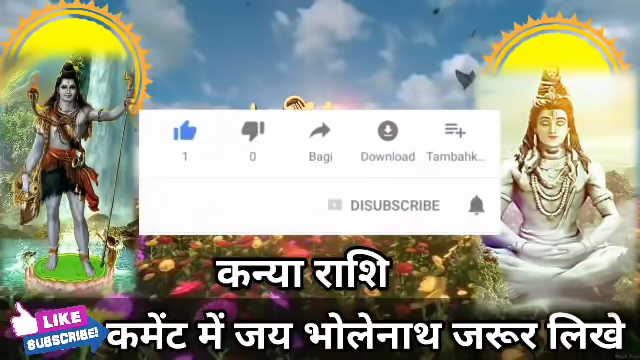 1 0 Bagi Download Tambahk...
DISUBSCRIBE
कन्या राशि
LIKE
SUBSCRIBE!
कमेंट में जय भोलेनाथ जरूर लिखे